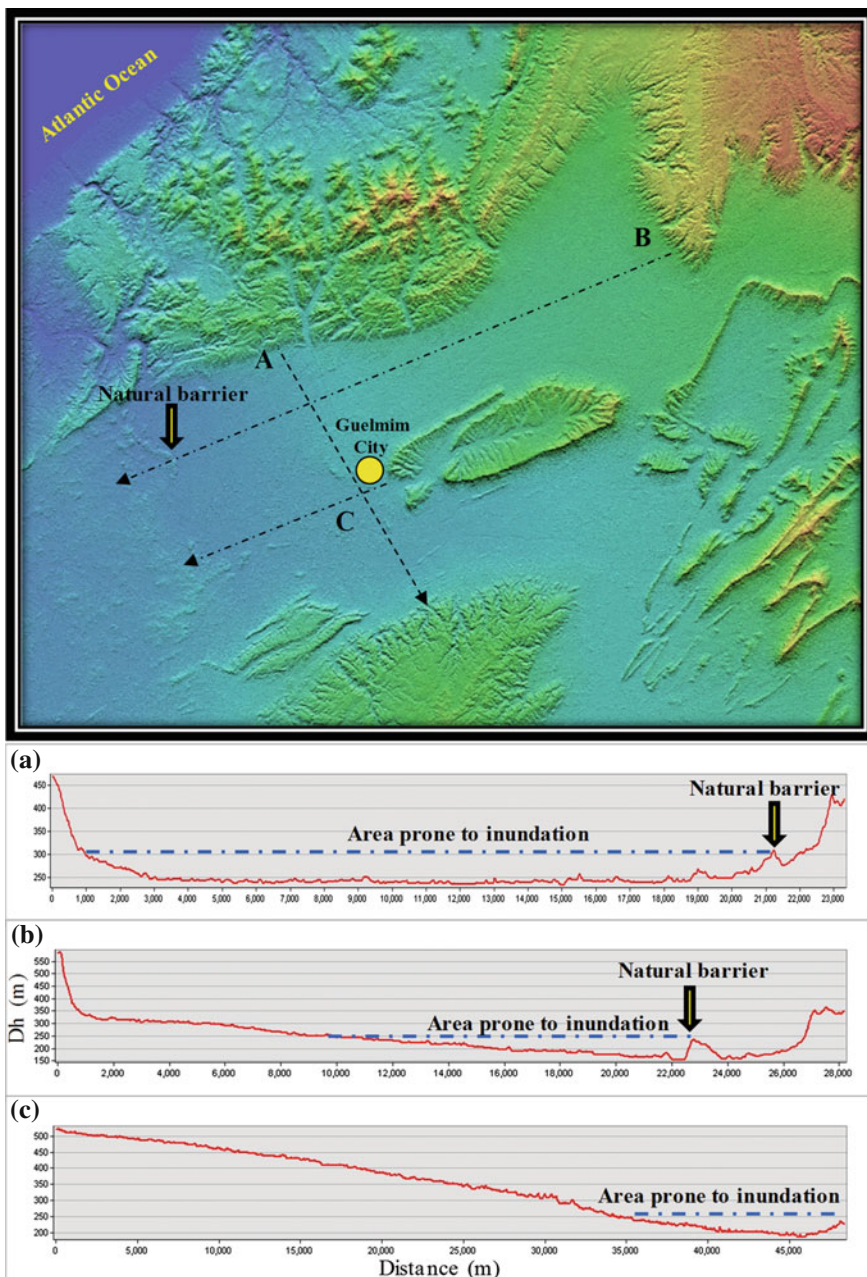 Atlantic Ocean
B
A
Natural barrier
Guelmim
City
C
(a)
Natural barrier
Area prone to inundation
450
400
350
300
250
0 1,000 2,000 3,000 4,000 5,000 6,000 7,000 8,000 9,000 10,000 11,000 12,000 13,000 14,000 15,000 16,000 17,000 18,000 19,000 20,000 21,000 22,000 23,000
(b)
Natural barrier
Area prone to inundation
Dh (m)
550
500
450
400
350
300
250
200
150
0 2,000 4,000 6,000 8,000 10,000 12,000 14,000 16,000 18,000 20,000 22,000 24,000 26,000 28,000
(c)
Area prone to inundation
500
450
400
350
300
250
200
0 5,000 10,000 15,000 20,000 25,000 30,000 35,000 40,000 45,000
Distance (m)